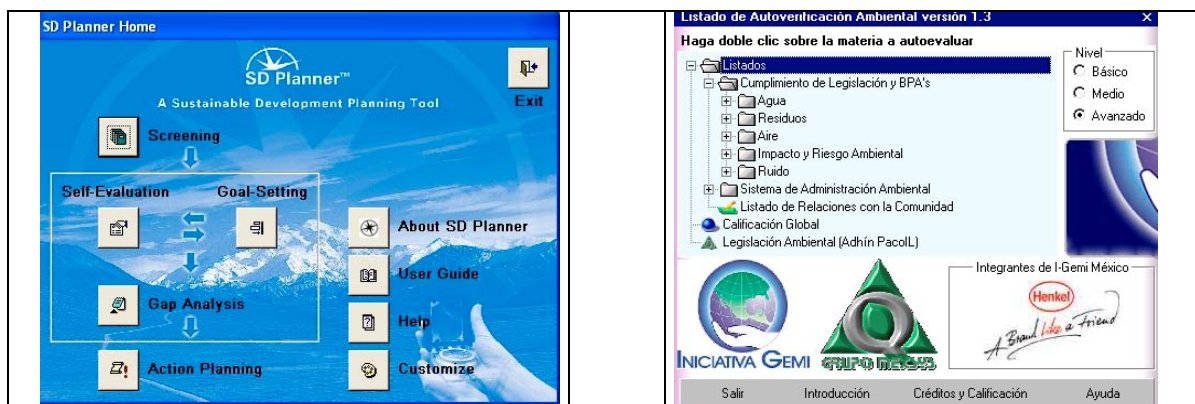 SD Planner Home
SD Planner™
A Sustainable Development Planning Tool
Exit
Screening
Self-Evaluation
Goal-Setting
Gap Analysis
Action Planning
About SD Planner
User Guide
Help
Customize
Listado de Autoverificación Ambiental versión 1.3
Haga doble clic sobre la materia a autoevaluar
Listados
Cumplimiento de Legislación y BPA's
Agua
Residuos
Aire
Impacto y Riesgo Ambiental
Ruido
Sistema de Administración Ambiental
Listado de Relaciones con la Comunidad
Calificación Global
Legislación Ambiental (Adhín PacolL)
Nivel
Básico
Medio
Avanzado
INICIATIVA GEMI
GRUPO
Integrantes de I-Gemi México
Henkel
A Brand Like a Friend
Salir
Introducción
Créditos y Calificación
Ayuda